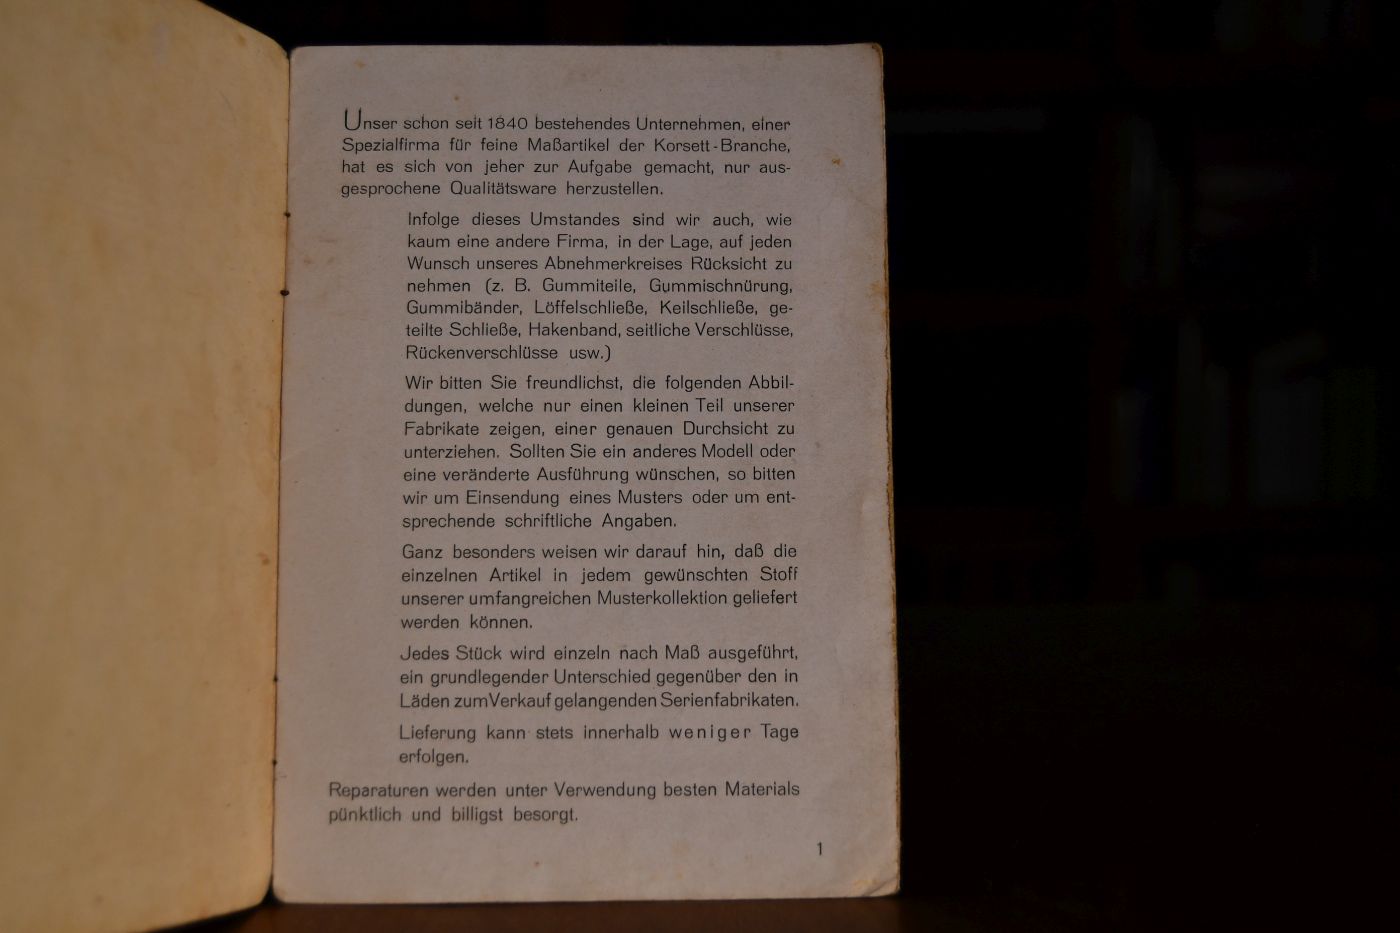 Unser schon seit 1840 bestehendes Unternehmen, einer
Spezialfirma für feine Maßartikel der Korsett-Branche,
hat es sich von jeher zur Aufgabe gemacht, nur aus-
gesprochene Qualitätsware herzustellen.
Infolge dieses Umstandes sind wir auch, wie
kaum eine andere Firma, in der Lage, auf jeden
Wunsch unseres Abnehmerkreises Rücksicht zu
nehmen (z. B. Gummiteile, Gummischnürung,
Gummibänder, Löffelschließe, Keilschließe, ge-
teilte Schließe, Hakenband, seitliche Verschlüsse,
Rückenverschlüsse usw.)
Wir bitten Sie freundlichst, die folgenden Abbil-
dungen, welche nur einen kleinen Teil unserer
Fabrikate zeigen, einer genauen Durchsicht zu
unterziehen. Sollten Sie ein anderes Modell oder
eine veränderte Ausführung wünschen, so bitten
wir um Einsendung eines Musters oder um ent-
sprechende schriftliche Angaben.
Ganz besonders weisen wir darauf hin, daß die
einzelnen Artikel in jedem gewünschten Stoff
unserer umfangreichen Musterkollektion geliefert
werden können.
Jedes Stück wird einzeln nach Maß ausgeführt,
ein grundlegender Unterschied gegenüber den in
Läden zum Verkauf gelangenden Serienfabrikaten.
Lieferung kann stets innerhalb weniger Tage
erfolgen.
Reparaturen werden unter Verwendung besten Materials
pünktlich und billigst besorgt.
1